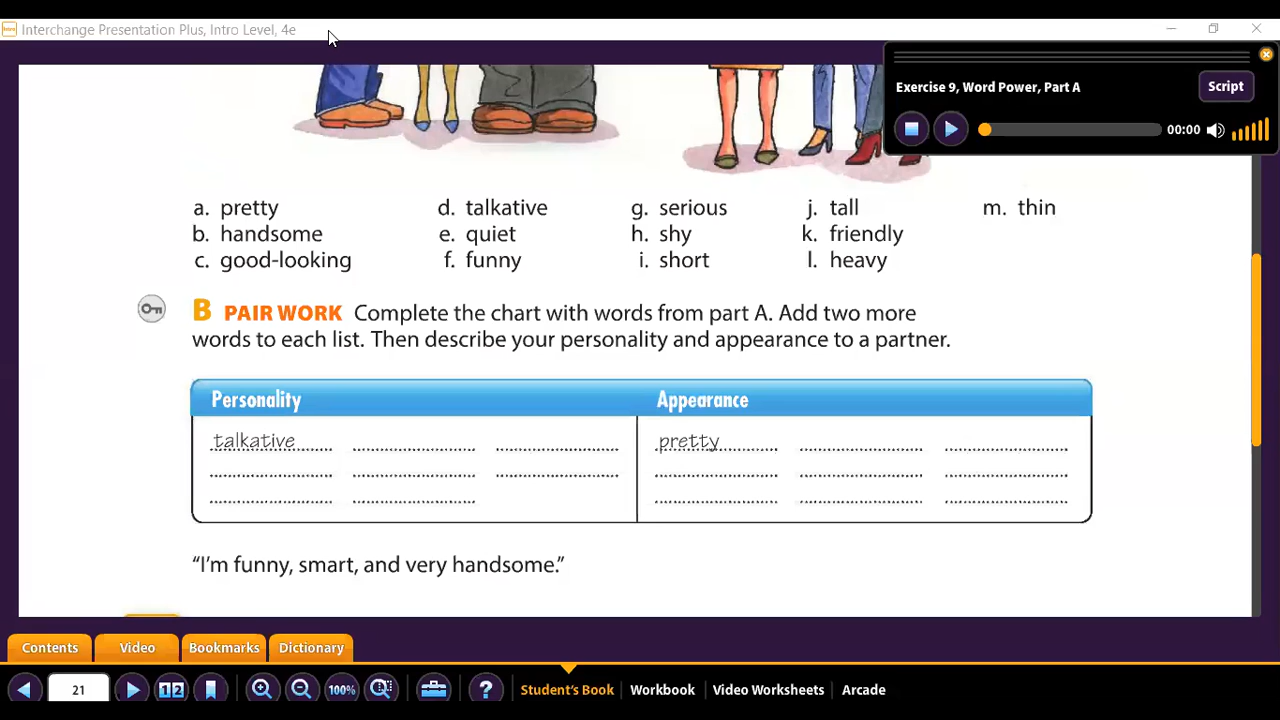 Interchange Presentation Plus, Intro Level, 4e
Exercise 9, Word Power, Part A
Script
00:00
a. pretty d. talkative g. serious j. tall m. thin
b. handsome e. quiet h. shy k. friendly
c. good-looking f. funny i. short l. heavy
B PAIR WORK Complete the chart with words from part A. Add two more
words to each list. Then describe your personality and appearance to a partner.
Personality Appearance
talkative pretty
“I’m funny, smart, and very handsome.”
Contents Video Bookmarks Dictionary
21 1 2 100% ? Student's Book Workbook Video Worksheets Arcade